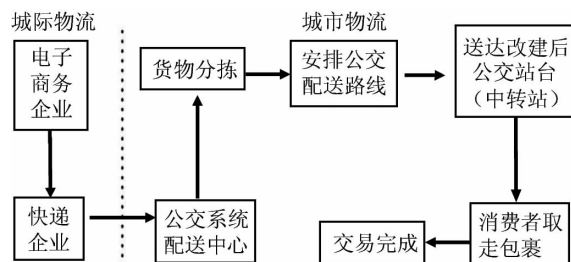 城际物流
城市物流
电子
商务
企业
货物分拣
安排公交
配送路线
送达改建后
公交站台
（中转站）
快递
企业
公交系统
配送中心
交易完成
消费者取
走包裹